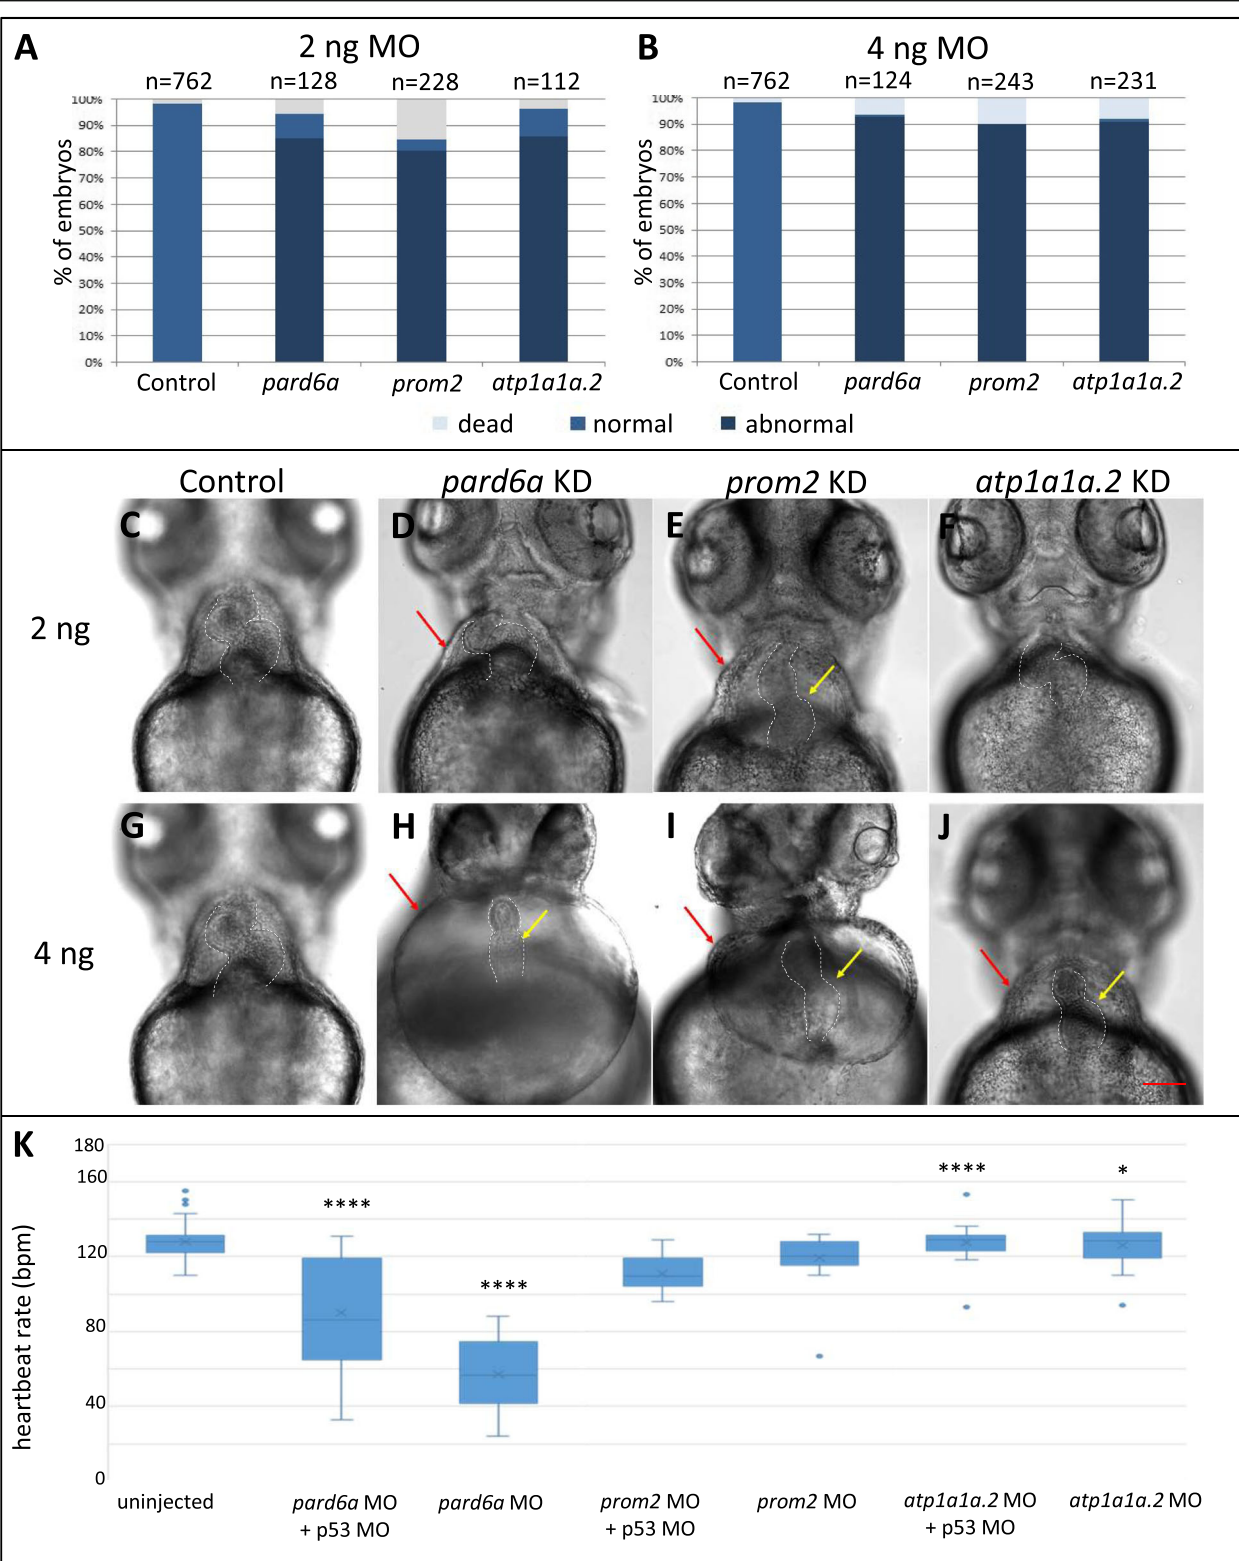 A
2 ng MO
n=762 n=128 n=228 n=112
100%
90%
80%
70%
60%
50%
40%
30%
20%
10%
0%
% of embryos
Control pard6a prom2 atp1a1a.2
B
4 ng MO
n=762 n=124 n=243 n=231
100%
90%
80%
70%
60%
50%
40%
30%
20%
10%
0%
% of embryos
Control pard6a prom2 atp1a1a.2
dead normal abnormal
Control pard6a KD prom2 KD atp1a1a.2 KD
2 ng
C D E F
4 ng
G H I J
K
180
160
120
80
40
0
heartbeat rate (bpm)
**** **** **** *
uninjected
pard6a MO
+ p53 MO
pard6a MO
prom2 MO
+ p53 MO
prom2 MO
atp1a1a.2 MO
+ p53 MO
atp1a1a.2 MO